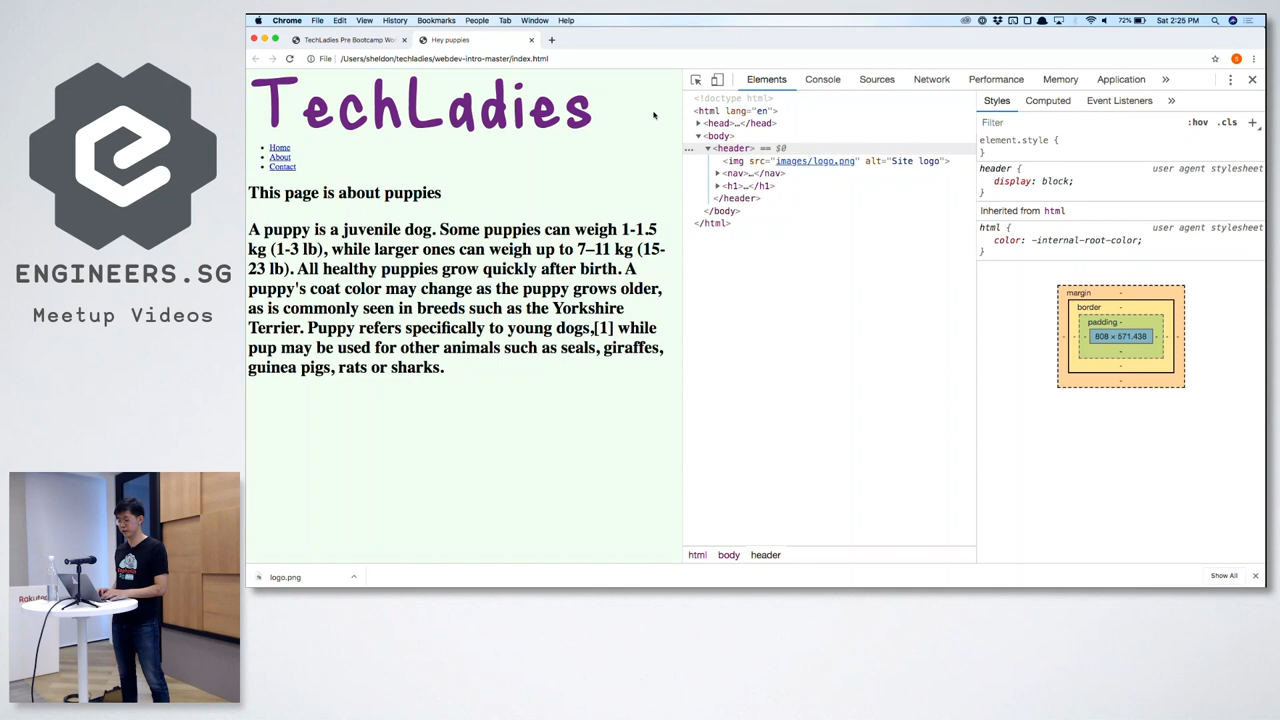 Chrome File Edit View History Bookmarks People Tab Window Help
72% Sat 2:25 PM
TechLadies Pre Bootcamp Wo
Hey puppies
File /Users/sheldon/techladies/webdev-intro-master/index.html
TechLadies
Home
About
Contact
This page is about puppies
A puppy is a juvenile dog. Some puppies can weigh 1-1.5
kg (1-3 lb), while larger ones can weigh up to 7–11 kg (15-
23 lb). All healthy puppies grow quickly after birth. A
puppy's coat color may change as the puppy grows older,
as is commonly seen in breeds such as the Yorkshire
Terrier. Puppy refers specifically to young dogs,[1] while
pup may be used for other animals such as seals, giraffes,
guinea pigs, rats or sharks.
Elements Console Sources Network Performance Memory Application »
<!doctype html>
<html lang="en">
<head>…</head>
<body>
… <header> == $0
<img src="images/logo.png" alt="Site logo">
<nav>…</nav>
<h1>…</h1>
</header>
</body>
</html>
html body header
Styles Computed Event Listeners »
Filter :hov .cls +
element.style {
}
header { user agent stylesheet
display: block;
}
Inherited from html
html { user agent stylesheet
color: -internal-root-color;
}
margin -
border -
padding -
808 × 571.438
logo.png
Show All
ENGINEERS.SG
Meetup Videos
Rakuten